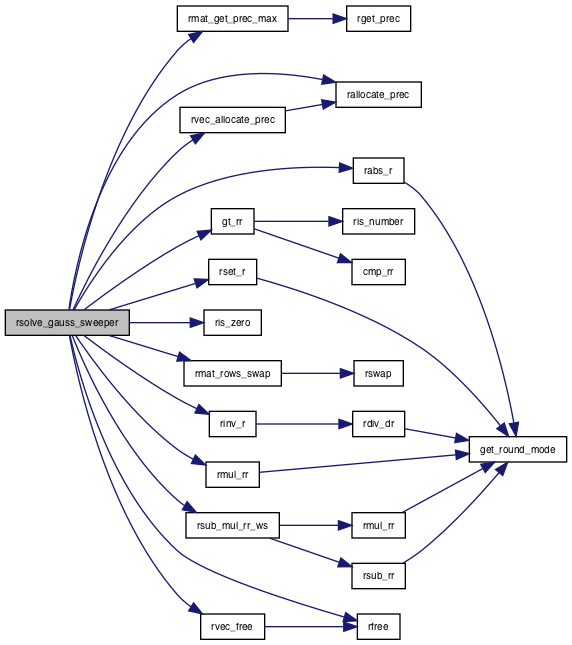 rmat_get_prec_max
rget_prec
rallocate_prec
rvec_allocate_prec
rabs_r
gt_rr
ris_number
cmp_rr
rset_r
rsolve_gauss_sweeper
ris_zero
rmat_rows_swap
rswap
rinv_r
rdiv_dr
get_round_mode
rmul_rr
rsub_mul_rr_ws
rmul_rr
rsub_rr
rvec_free
rfree